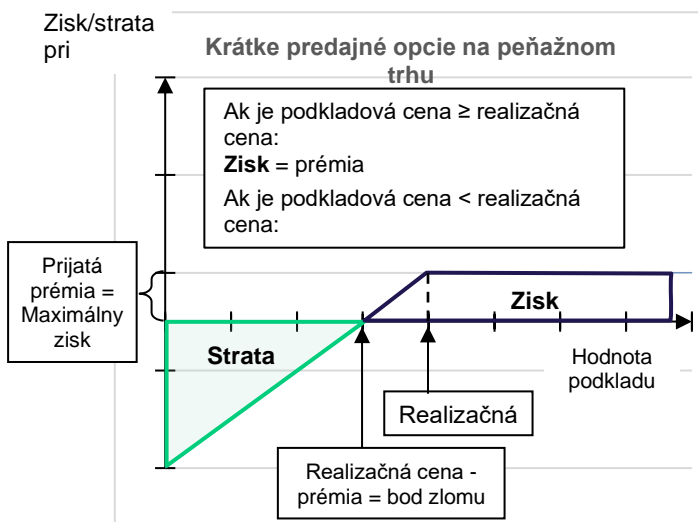 Zisk/strata
pri
Krátke predajné opcie na peňažnom
trhu
Ak je podkladová cena ≥ realizačná
cena:
Zisk = prémia
Ak je podkladová cena < realizačná
cena:
Prijatá
prémia =
Maximálny
zisk
Zisk
Strata
Hodnota
podkladu
Realizačná
Realizačná cena -
prémia = bod zlomu